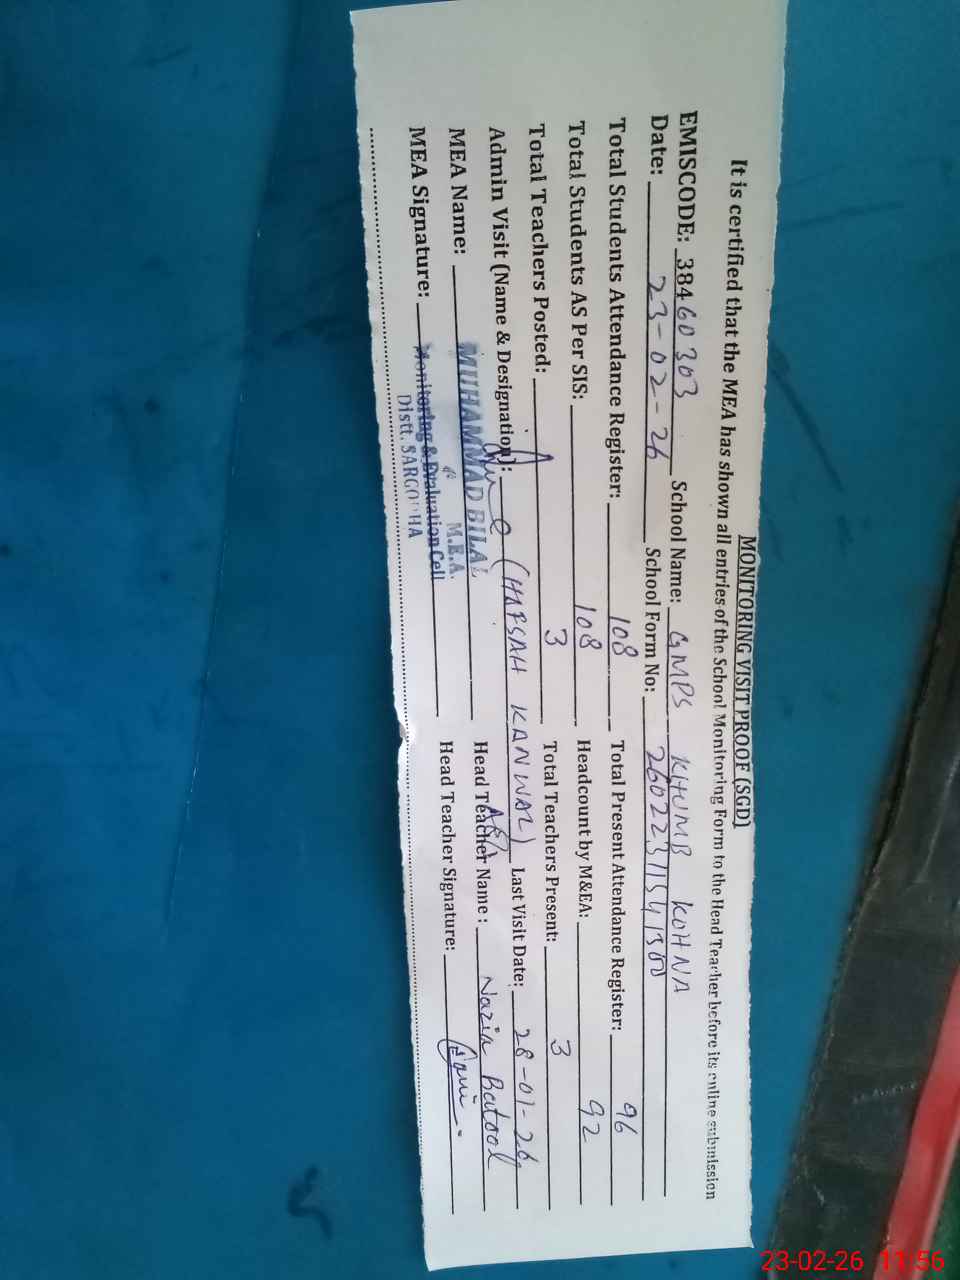 MONITORING VISIT PROOF (SGD)
It is certified that the MEA has shown all entries of the School Monitoring Form to the Head Teacher before its online submission
EMISCODE: 38460303 School Name: GMPS KHUMB KOHNA
Date: 23-02-26 School Form No:
Total Students Attendance Register: 108 Total Present Attendance Register: 96
Total Students AS Per SIS: 108 Headcount by M&EA: 92
Total Teachers Posted: 3 Total Teachers Present: 3
Admin Visit (Name & Designation): (HAFSAH KANWAL) AEO Last Visit Date: 28-01-26
MEA Name: MUHAMMAD BILAL Head Teacher Name : Nazia Batool
M.E.A.
MEA Signature: Monitoring & Evaluation Cell Head Teacher Signature:
Distt. SARGODHA
23-02-26 11:56